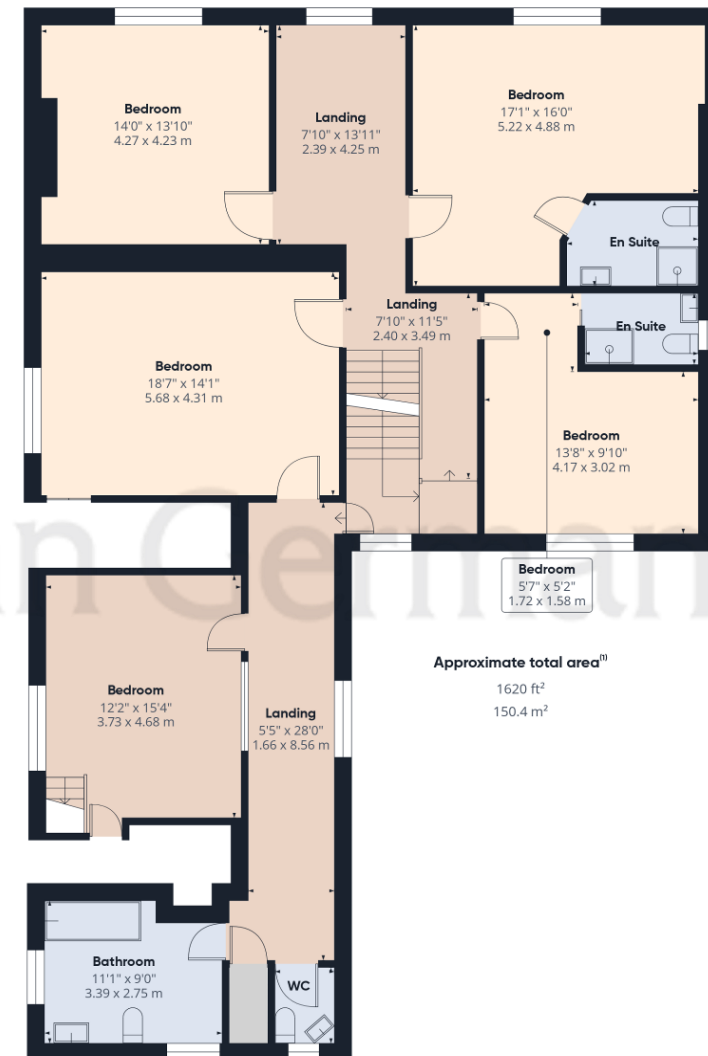 Bedroom
14'0" x 13'10"
4.27 x 4.23 m
Landing
7'10" x 13'11"
2.39 x 4.25 m
Bedroom
17'1" x 16'0"
5.22 x 4.88 m
En Suite
Landing
7'10" x 11'5"
2.40 x 3.49 m
En Suite
Bedroom
18'7" x 14'1"
5.68 x 4.31 m
Bedroom
13'8" x 9'10"
4.17 x 3.02 m
Bedroom
5'7" x 5'2"
1.72 x 1.58 m
n German
Approximate total area(1)
1620 ft²
150.4 m²
Bedroom
12'2" x 15'4"
3.73 x 4.68 m
Landing
5'5" x 28'0"
1.66 x 8.56 m
Bathroom
11'1" x 9'0"
3.39 x 2.75 m
WC